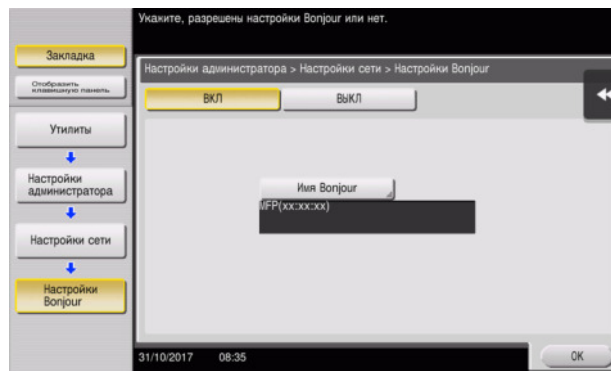 Укажите, разрешены настройки Bonjour или нет.
Закладка
Отобразить
клавишную панель
Настройки администратора > Настройки сети > Настройки Bonjour
ВКЛ
ВЫКЛ
Утилиты
Настройки
администратора
Имя Bonjour
MFP(xx:xx:xx)
Настройки сети
Настройки
Bonjour
31/10/2017 08:35
OK